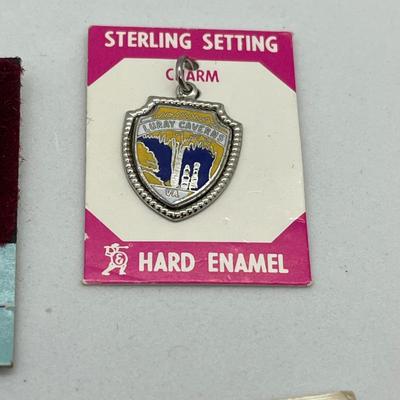 STERLING SETTING
CHARM
LURAY CAVERNS
VA.
HARD ENAMEL